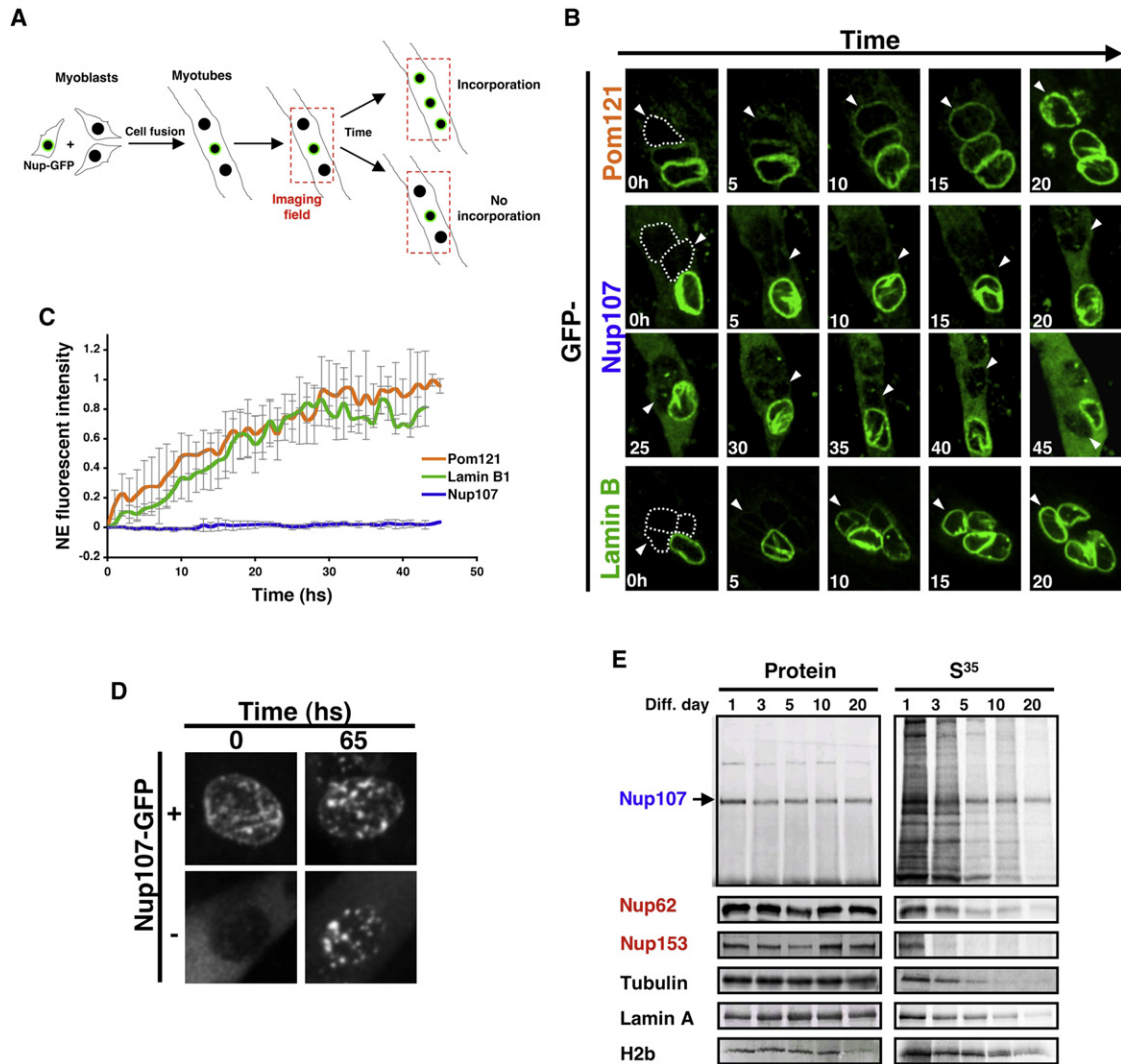 A
Myoblasts
Myotubes
Incorporation
Cell fusion
Time
+
Nup-GFP
Imaging
field
No
incorporation
B
Time
GFP-
Pom121
0h 5 10 15 20
Nup107
0h 5 10 15 20
25 30 35 40 45
Lamin B
0h 5 10 15 20
C
NE fluorescent intensity
1.2
1
0.8
0.6
0.4
0.2
0
-0.2
Pom121
Lamin B1
Nup107
0 10 20 30 40 50
Time (hs)
D
Time (hs)
0 65
Nup107-GFP
+
-
E
Protein S³⁵
Diff. day 1 3 5 10 20 1 3 5 10 20
Nup107
Nup62
Nup153
Tubulin
Lamin A
H2b